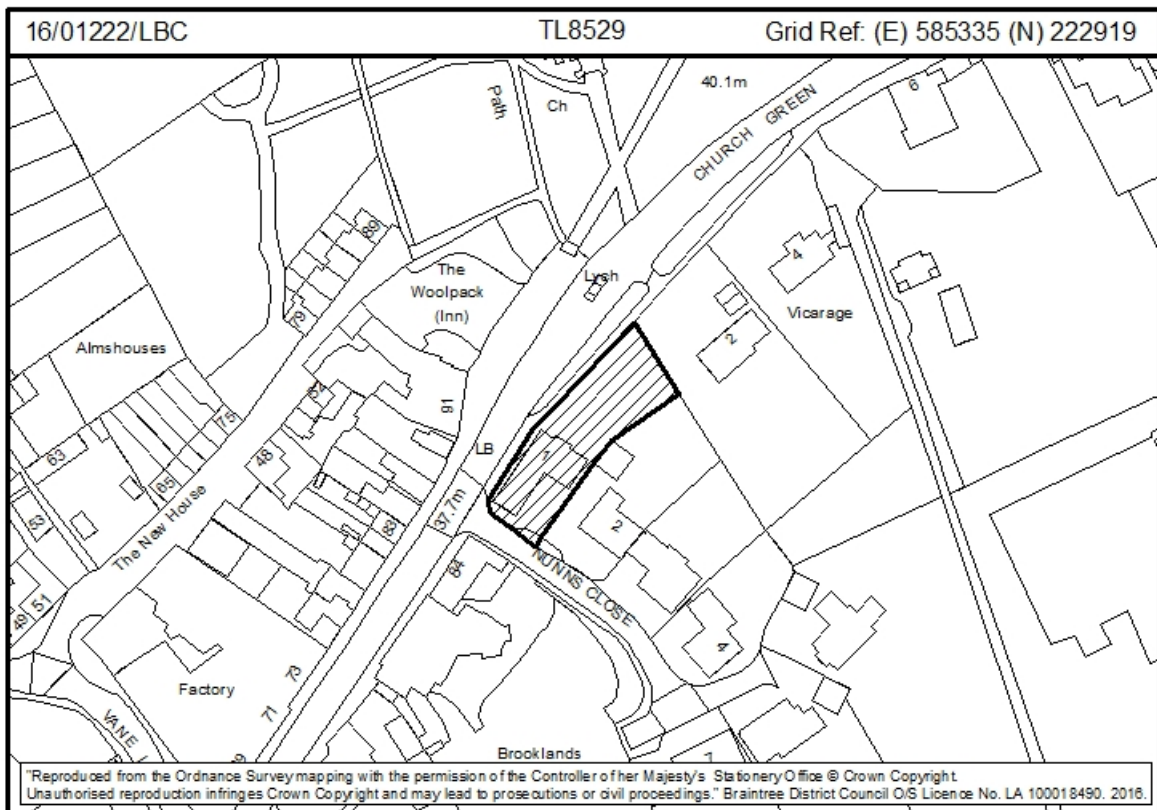 16/01222/LBC TL8529 Grid Ref: (E) 585335 (N) 222919
40.1m
6
Path
Ch
CHURCH GREEN
89
The
Woolpack
(Inn)
Lych
4
Vicarage
2
79
Almshouses
52
91
75
LB
1
63
48
65
37.7m
83
2
53
The New House
NUNNS CLOSE
64
51
49
4
73
Factory
71
VANE L
Brooklands
7
"Reproduced from the Ordnance Survey mapping with the permission of the Controller of her Majesty's Stationery Office © Crown Copyright.
Unauthorised reproduction infringes Crown Copyright and may lead to prosecutions or civil proceedings." Braintree District Council O/S Licence No. LA 100018490. 2016.